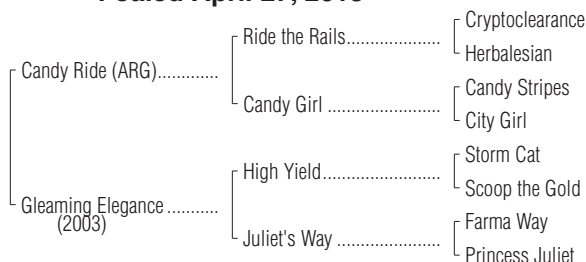 Foaled April 27,
Cryptoclearance
Ride the Rails....................
Herbalesian
Candy Ride (ARG).............
Candy Stripes
Candy Girl ........................
City Girl
Storm Cat
High Yield.........................
Scoop the Gold
Gleaming Elegance ...........
(2003)
Farma Way
Juliet's Way ......................
Princess Juliet